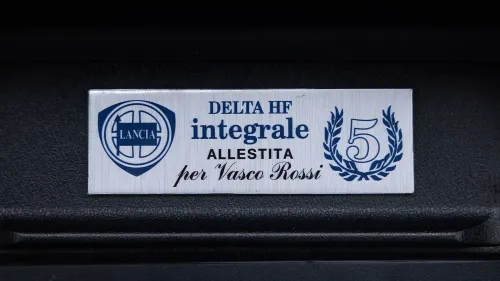 LANCIA
DELTA HF
integrale
ALLESTITA
per Vasco Rossi
5